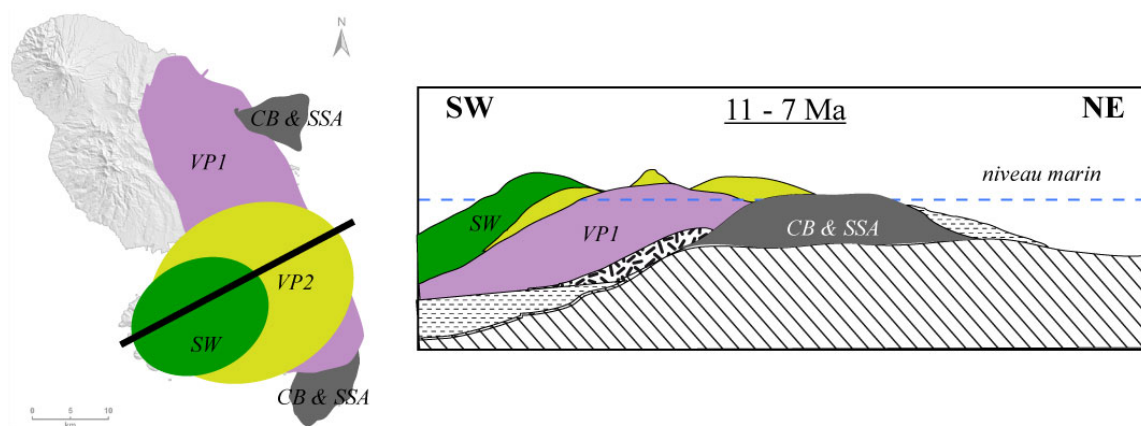 N
CB & SSA
VP1
VP2
SW
CB & SSA
0 5 10
km
SW
11 - 7 Ma
NE
niveau marin
SW
VP1
CB & SSA